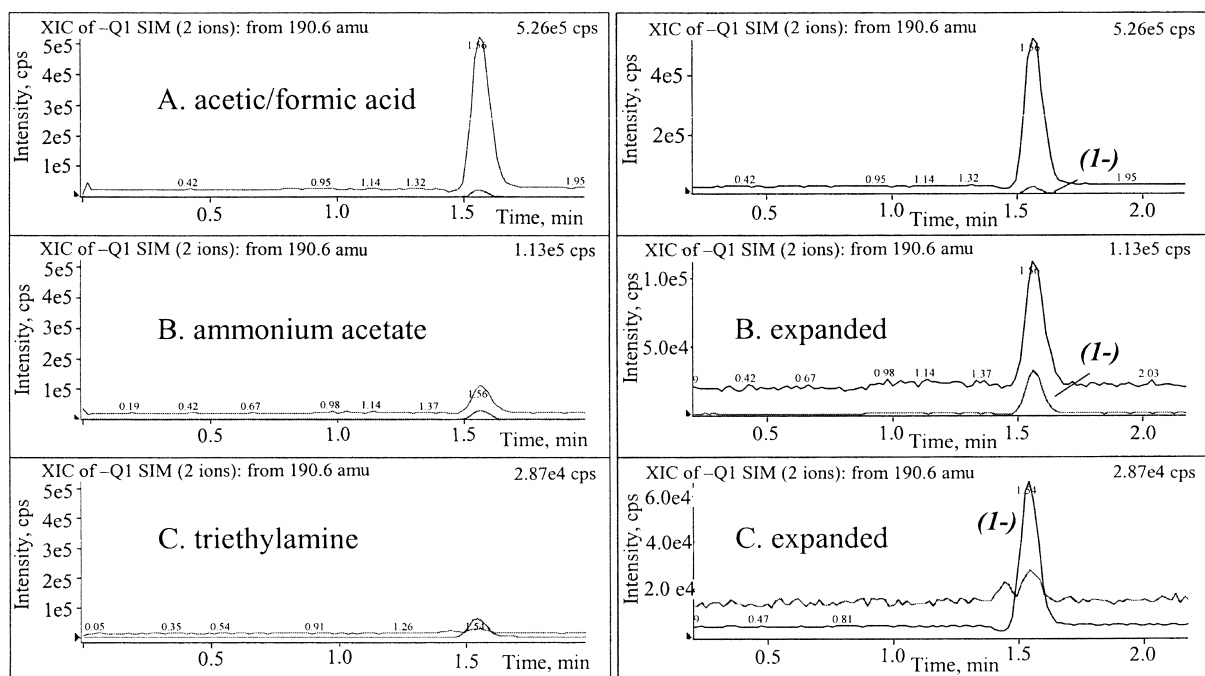 XIC of –Q1 SIM (2 ions): from 190.6 amu 5.26e5 cps
Intensity, cps
5e5
4e5
3e5
2e5
1e5
A. acetic/formic acid
1.56
0.42 0.95 1.14 1.32 1.95
0.5 1.0 1.5 Time, min
XIC of –Q1 SIM (2 ions): from 190.6 amu 5.26e5 cps
Intensity, cps
4e5
2e5
1.56
(1-)
0.42 0.95 1.14 1.32 1.95
0.5 1.0 1.5 2.0
Time, min
XIC of –Q1 SIM (2 ions): from 190.6 amu 1.13e5 cps
Intensity, cps
5e5
4e5
3e5
2e5
1e5
B. ammonium acetate
1.56
0.19 0.42 0.67 0.98 1.14 1.37
0.5 1.0 1.5 Time, min
XIC of –Q1 SIM (2 ions): from 190.6 amu 1.13e5 cps
Intensity, cps
1.0e5
5.0e4
1.56
B. expanded
(1-)
9 0.42 0.67 0.98 1.14 1.37 2.03
0.5 1.0 1.5 2.0
Time, min
XIC of –Q1 SIM (2 ions): from 190.6 amu 2.87e4 cps
Intensity, cps
5e5
4e5
3e5
2e5
1e5
C. triethylamine
0.05 0.35 0.54 0.91 1.26 1.54
0.5 1.0 1.5 Time, min
XIC of –Q1 SIM (2 ions): from 190.6 amu 2.87e4 cps
Intensity, cps
6.0e4
4.0e4
2.0 e4
1.54
(1-)
C. expanded
9 0.47 0.81
0.5 1.0 1.5 2.0
Time, min